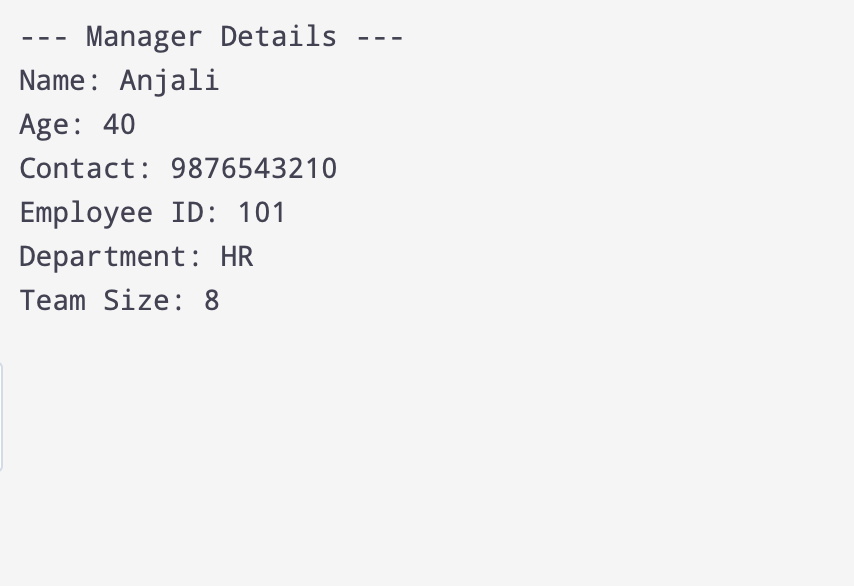 --- Manager Details ---
Name: Anjali
Age: 40
Contact: 9876543210
Employee ID: 101
Department: HR
Team Size: 8